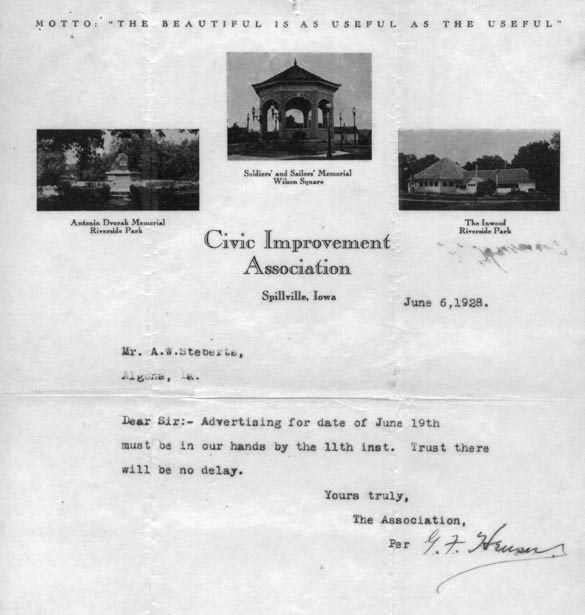 MOTTO: "THE BEAUTIFUL IS AS USEFUL AS THE USEFUL"
Soldiers' and Sailors' Memorial
Wilson Square
Antonin Dvorak Memorial
Riverside Park
The Inwood
Riverside Park
Civic Improvement
Association
Spillville, Iowa
June 6,1928.
Mr. A.W.
Algona, Ia.
Dear Sir:- Advertising for date of June 19th
must be in our hands by the 11th inst. Trust there
will be no delay.
Yours truly,
The Association,
Per G. F. Heuser.